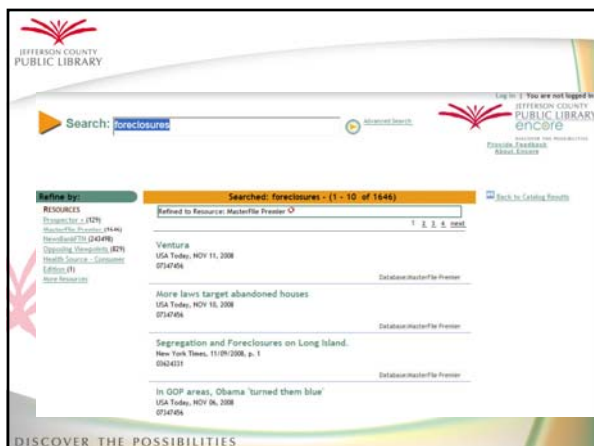 JEFFERSON COUNTY
PUBLIC LIBRARY
Log in | You are not logged in
Search: foreclosures
Advanced Search
JEFFERSON COUNTY
PUBLIC LIBRARY
encore
DISCOVER THE POSSIBILITIES
Provide Feedback
About Encore
Refine by:
RESOURCES
Prospector + (129)
MasterFile Premier (1646)
NewsBankFTN (243498)
Opposing Viewpoints (829)
Health Source - Consumer
Edition (1)
More Resources
Searched: foreclosures - (1 - 10 of 1646)
Refined to Resource: MasterFile Premier
1 2 3 4 next
Back to Catalog Results
Ventura
USA Today, NOV 11, 2008
07347456
Database:MasterFile Premier
More laws target abandoned houses
USA Today, NOV 10, 2008
07347456
Database:MasterFile Premier
Segregation and Foreclosures on Long Island.
New York Times, 11/09/2008, p. 1
03624331
Database:MasterFile Premier
In GOP areas, Obama 'turned them blue'
USA Today, NOV 06, 2008
07347456
DISCOVER THE POSSIBILITIES